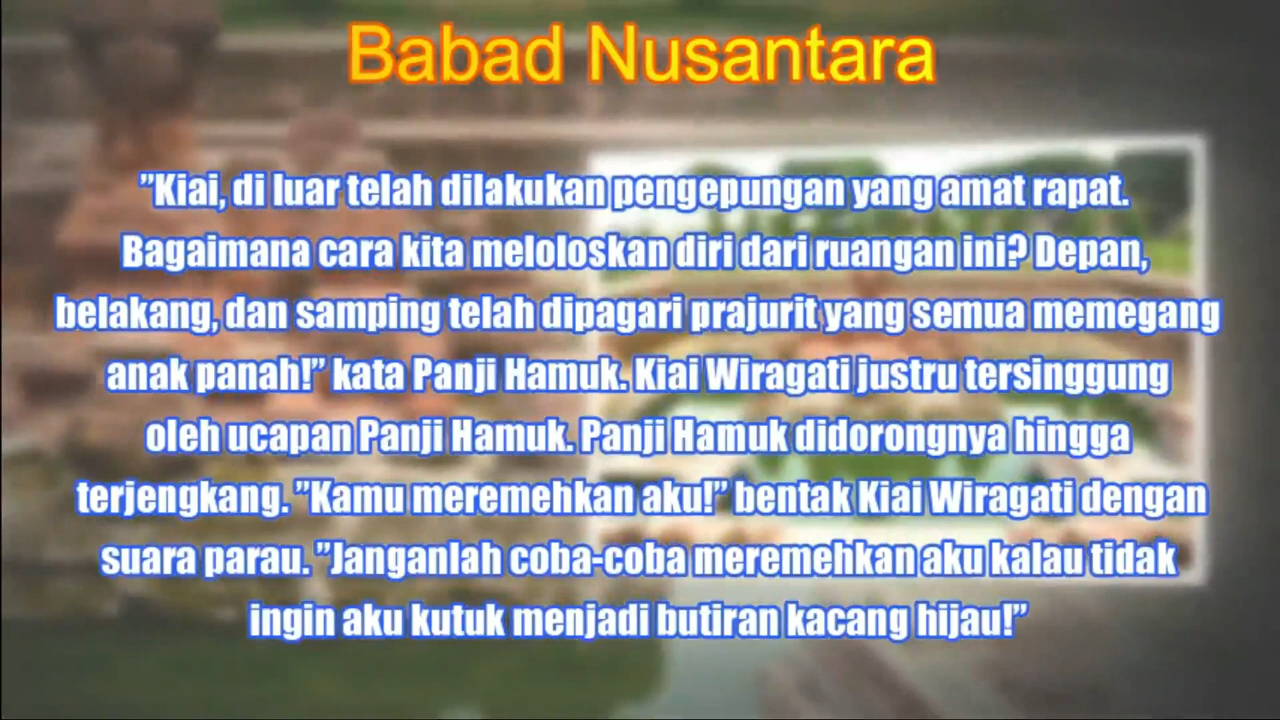 Babad Nusantara
”Kiai, di luar telah dilakukan pengepungan yang amat rapat.
Bagaimana cara kita meloloskan diri dari ruangan ini? Depan,
belakang, dan samping telah dipagari prajurit yang semua memegang
anak panah!” kata Panji Hamuk. Kiai Wiragati justru tersinggung
oleh ucapan Panji Hamuk. Panji Hamuk didorongnya hingga
terjengkang. ”Kamu meremehkan aku!” bentak Kiai Wiragati dengan
suara parau. ”Janganlah coba-coba meremehkan aku kalau tidak
ingin aku kutuk menjadi butiran kacang hijau!”